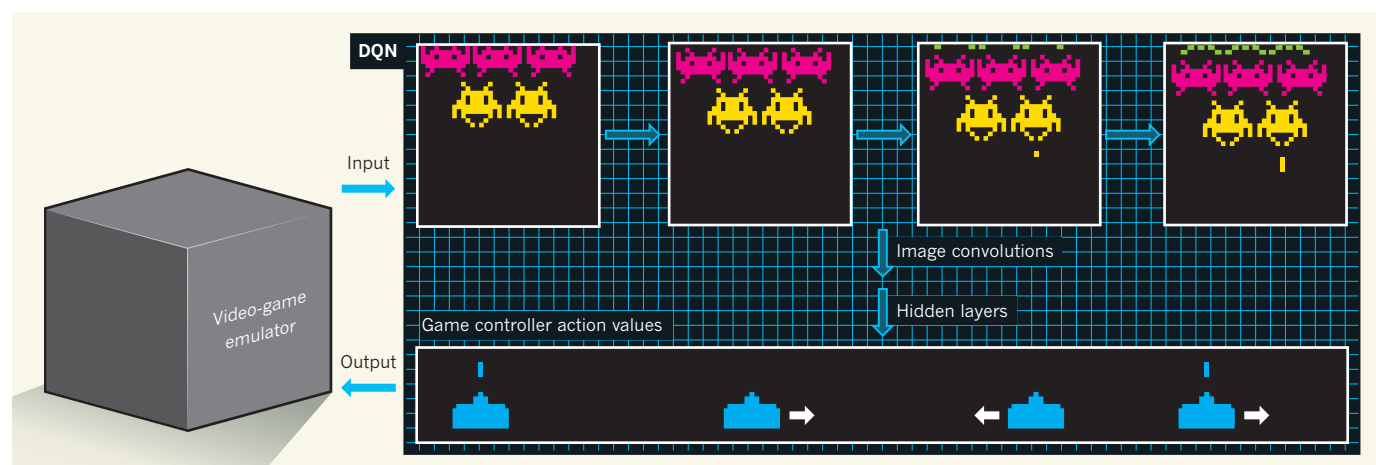 DQN
Input
Image convolutions
Video-game
emulator
Hidden layers
Game controller action values
Output